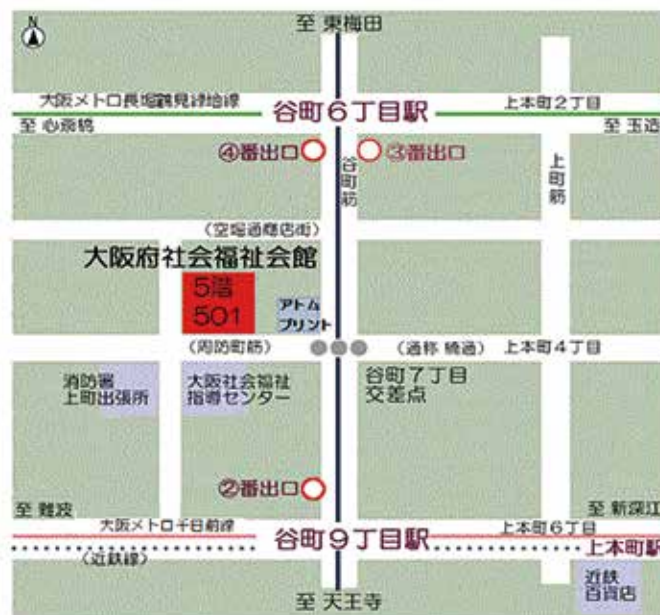 N
至 東梅田
大阪メトロ長堀鶴見緑地線
谷町6丁目駅
上本町2丁目
至 心斎橋
至 玉造
④番出口
谷町筋
③番出口
上町筋
(空堀通商店街)
大阪府社会福祉会館
5階
501
アトム
プリント
(周防町筋)
上本町4丁目
消防署
上町出張所
大阪社会福祉
指導センター
谷町7丁目
交差点
②番出口
至 難波
至 新深江
大阪メトロ千日前線
谷町9丁目駅
上本町6丁目
(近鉄線)
上本町駅
近鉄
百貨店
至 天王寺